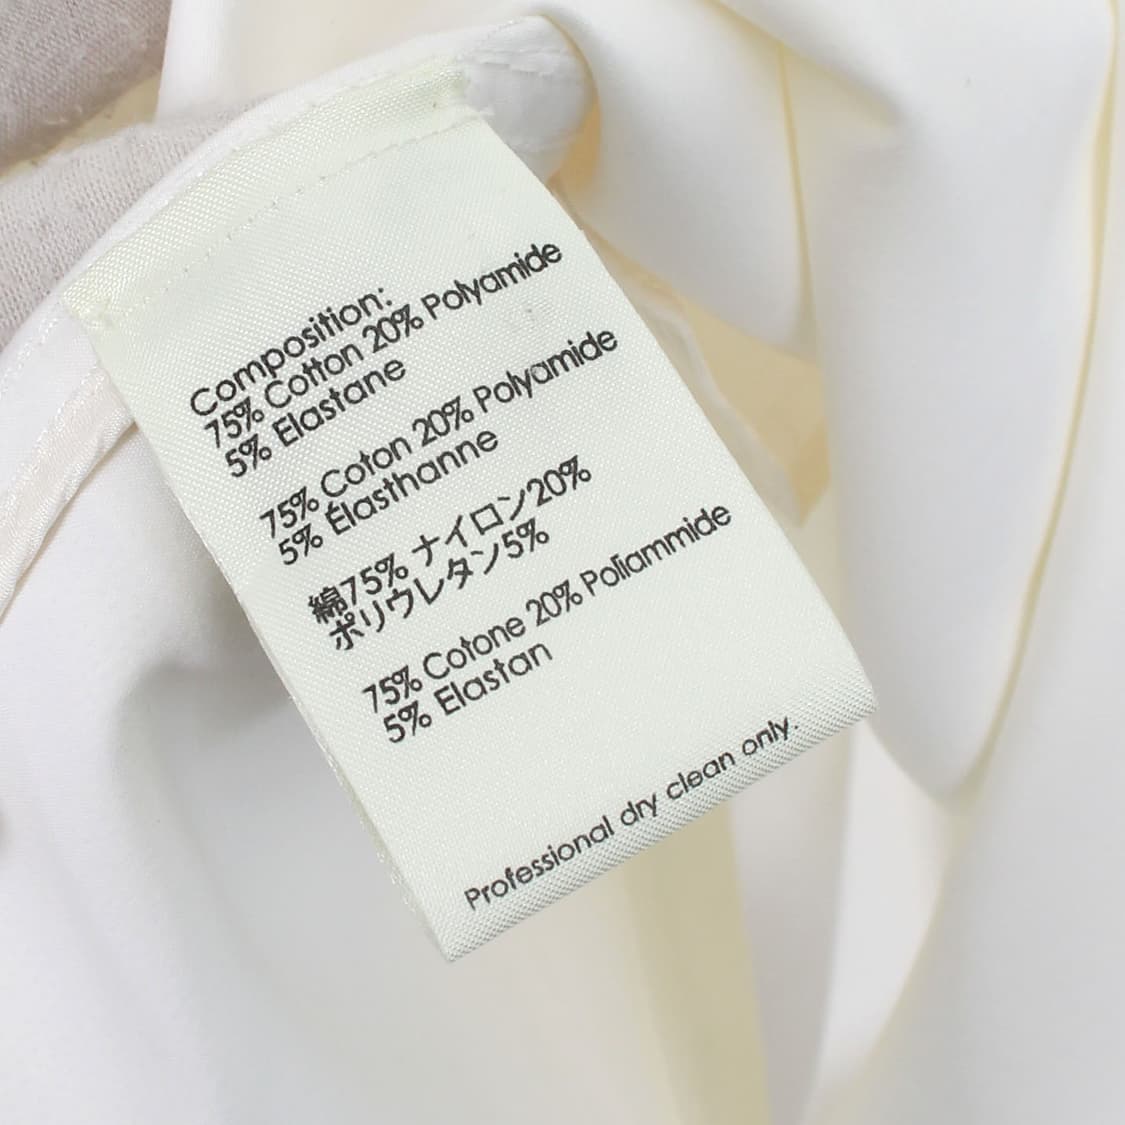 Composition:
75% Cotton 20% Polyamide
5% Elastane
75% Coton 20% Polyamide
5% Élasthanne
綿75% ナイロン20%
ポリウレタン5%
75% Cotone 20% Poliammide
5% Elastan
Professional dry clean only.